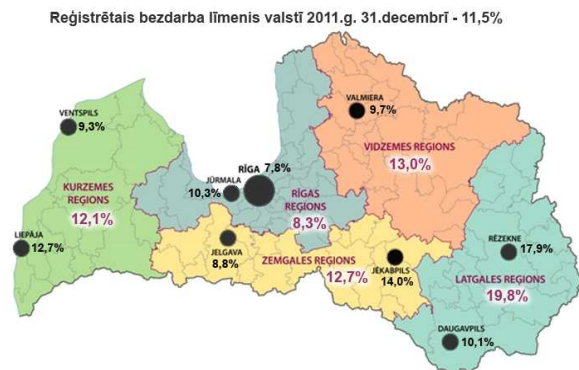 Reģistrētais bezdarba līmenis valstī 2011.g. 31.decembrī - 11,5%
VENTSPILS
9,3%
VALMIERA
9,7%
VIDZEMES REĢIONS
13,0%
RĪGA
7,8%
JŪRMALA
10,3%
KURZEMES
REĢIONS
12,1%
RĪGAS
REĢIONS
8,3%
LIEPĀJA
12,7%
JELGAVA
8,8%
ZEMGALES REĢIONS
12,7%
JĒKABPILS
14,0%
RĒZEKNE
17,9%
LATGALES REĢIONS
19,8%
DAUGAVPILS
10,1%